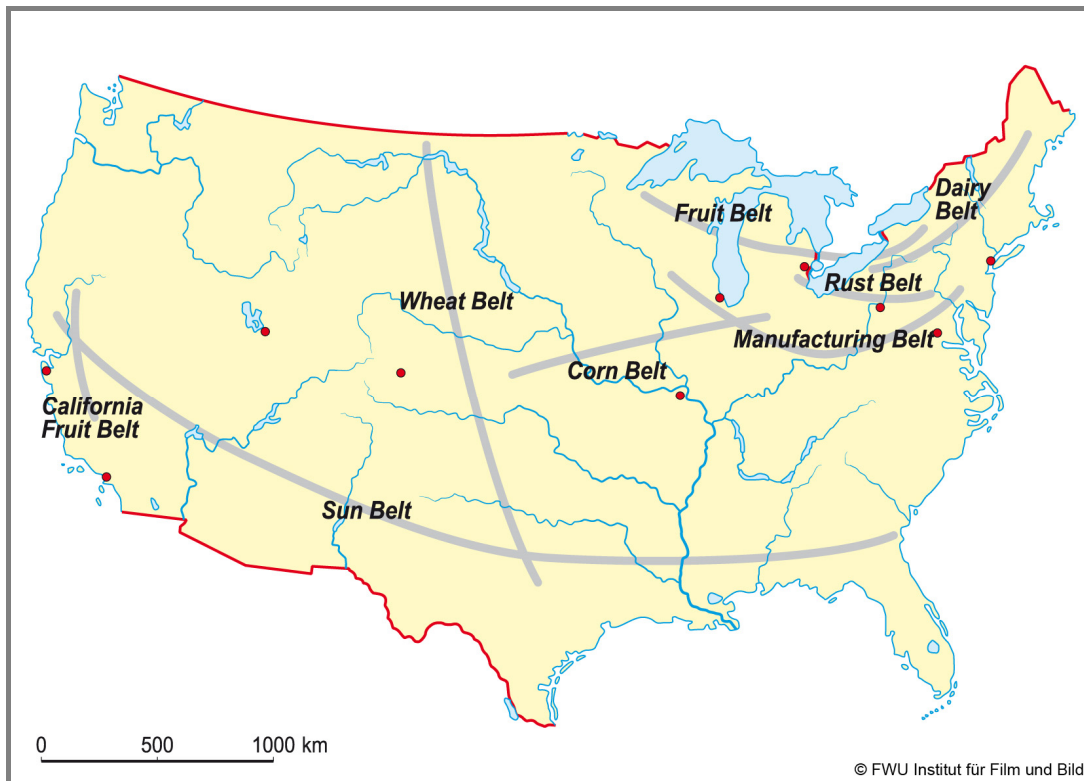 Dairy
Belt
Fruit Belt
Rust Belt
Wheat Belt
Manufacturing Belt
Corn Belt
California
Fruit Belt
Sun Belt
0 500 1000 km
© FWU Institut für Film und Bild